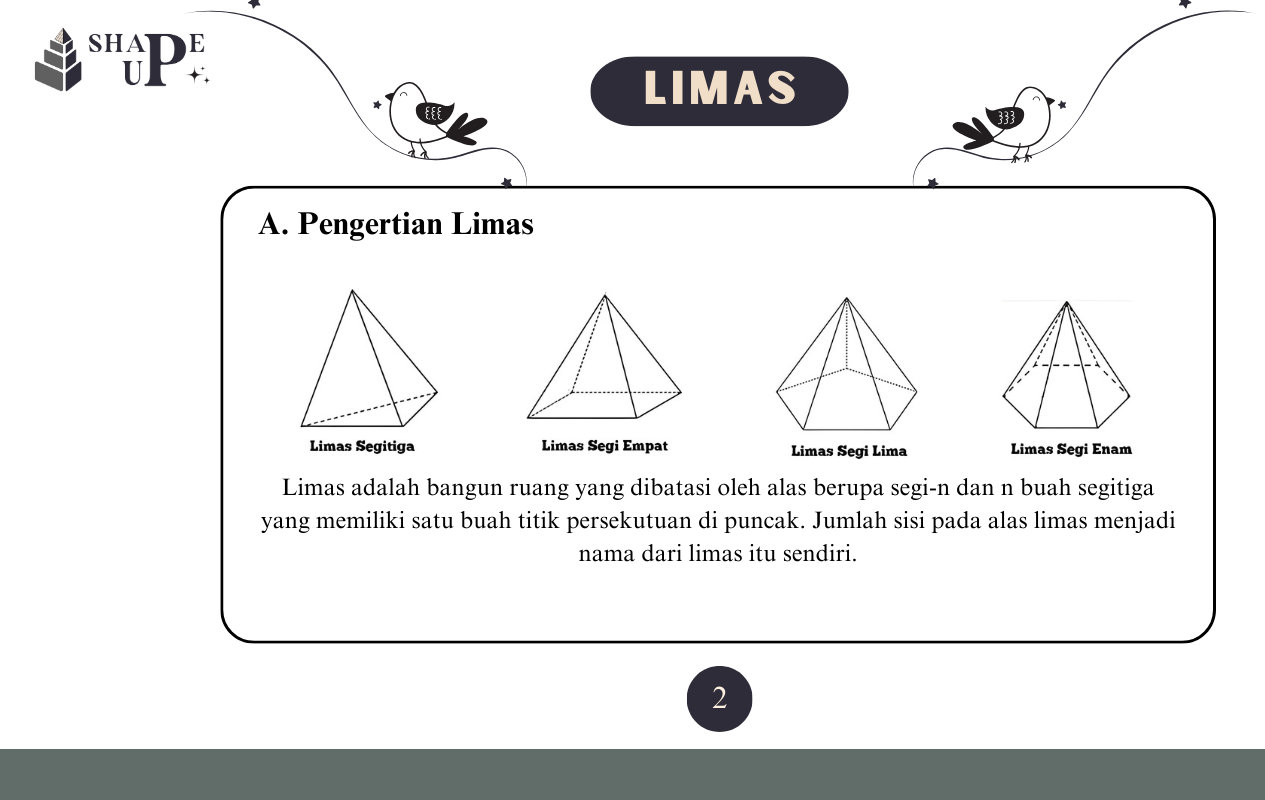 SHAPE
UP
LIMAS
A. Pengertian Limas
Limas Segitiga
Limas Segi Empat
Limas Segi Lima
Limas Segi Enam
Limas adalah bangun ruang yang dibatasi oleh alas berupa segi-n dan n buah segitiga
yang memiliki satu buah titik persekutuan di puncak. Jumlah sisi pada alas limas menjadi
nama dari limas itu sendiri.
2